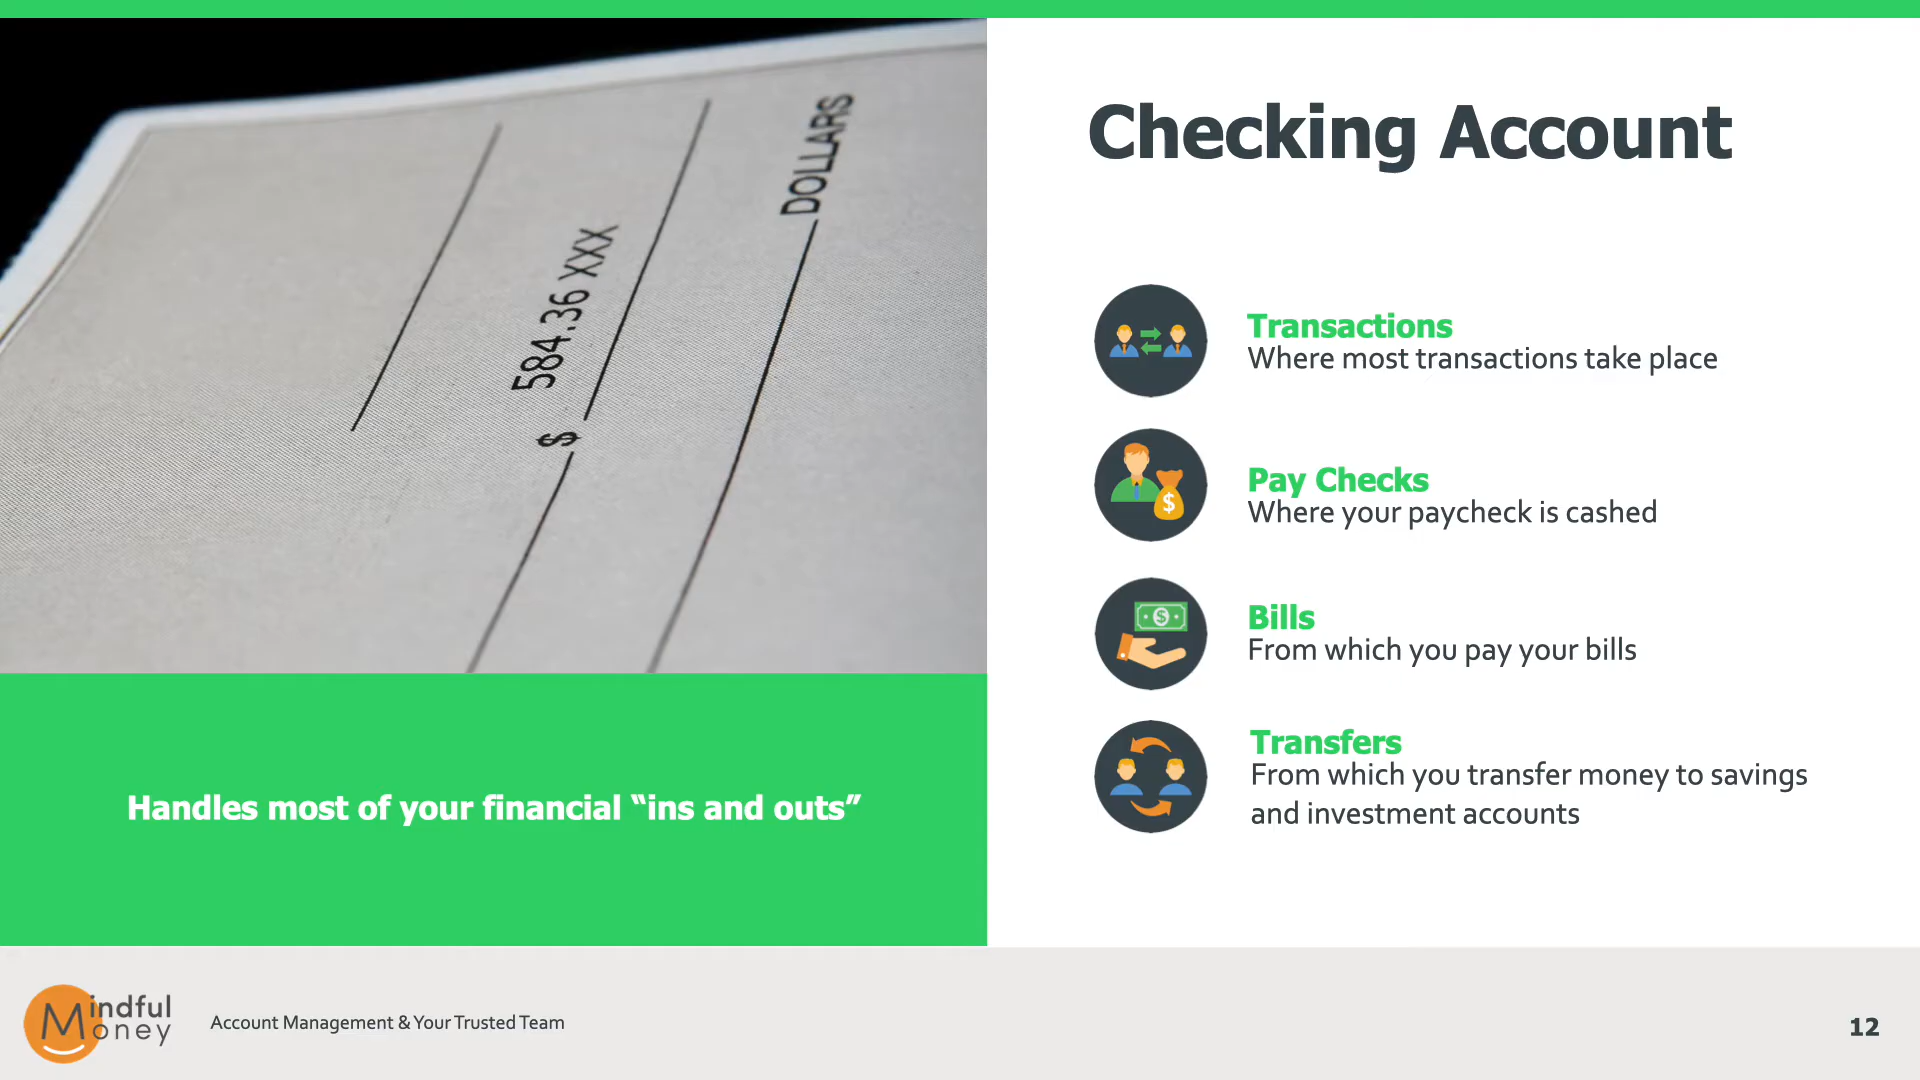 584.36 XXX
$
DOLLARS
Handles most of your financial “ins and outs”
Checking Account
Transactions
Where most transactions take place
Pay Checks
Where your paycheck is cashed
Bills
From which you pay your bills
Transfers
From which you transfer money to savings
and investment accounts
Mindful
Money
Account Management & Your Trusted Team
12